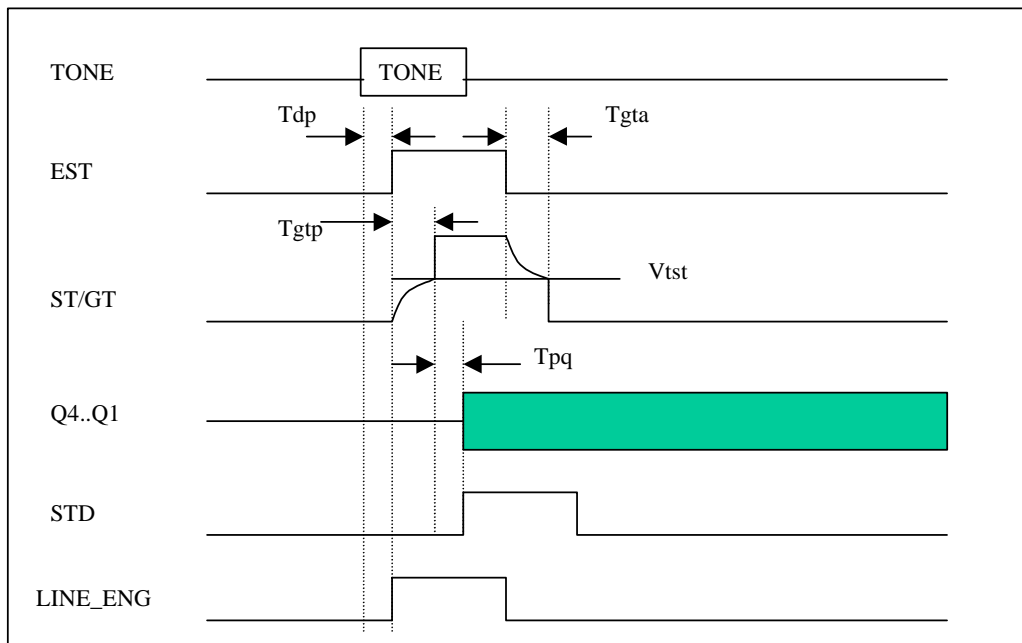 TONE
TONE
Tdp
Tgta
EST
Tgtp
Vtst
ST/GT
Tpq
Q4..Q1
STD
LINE_ENG